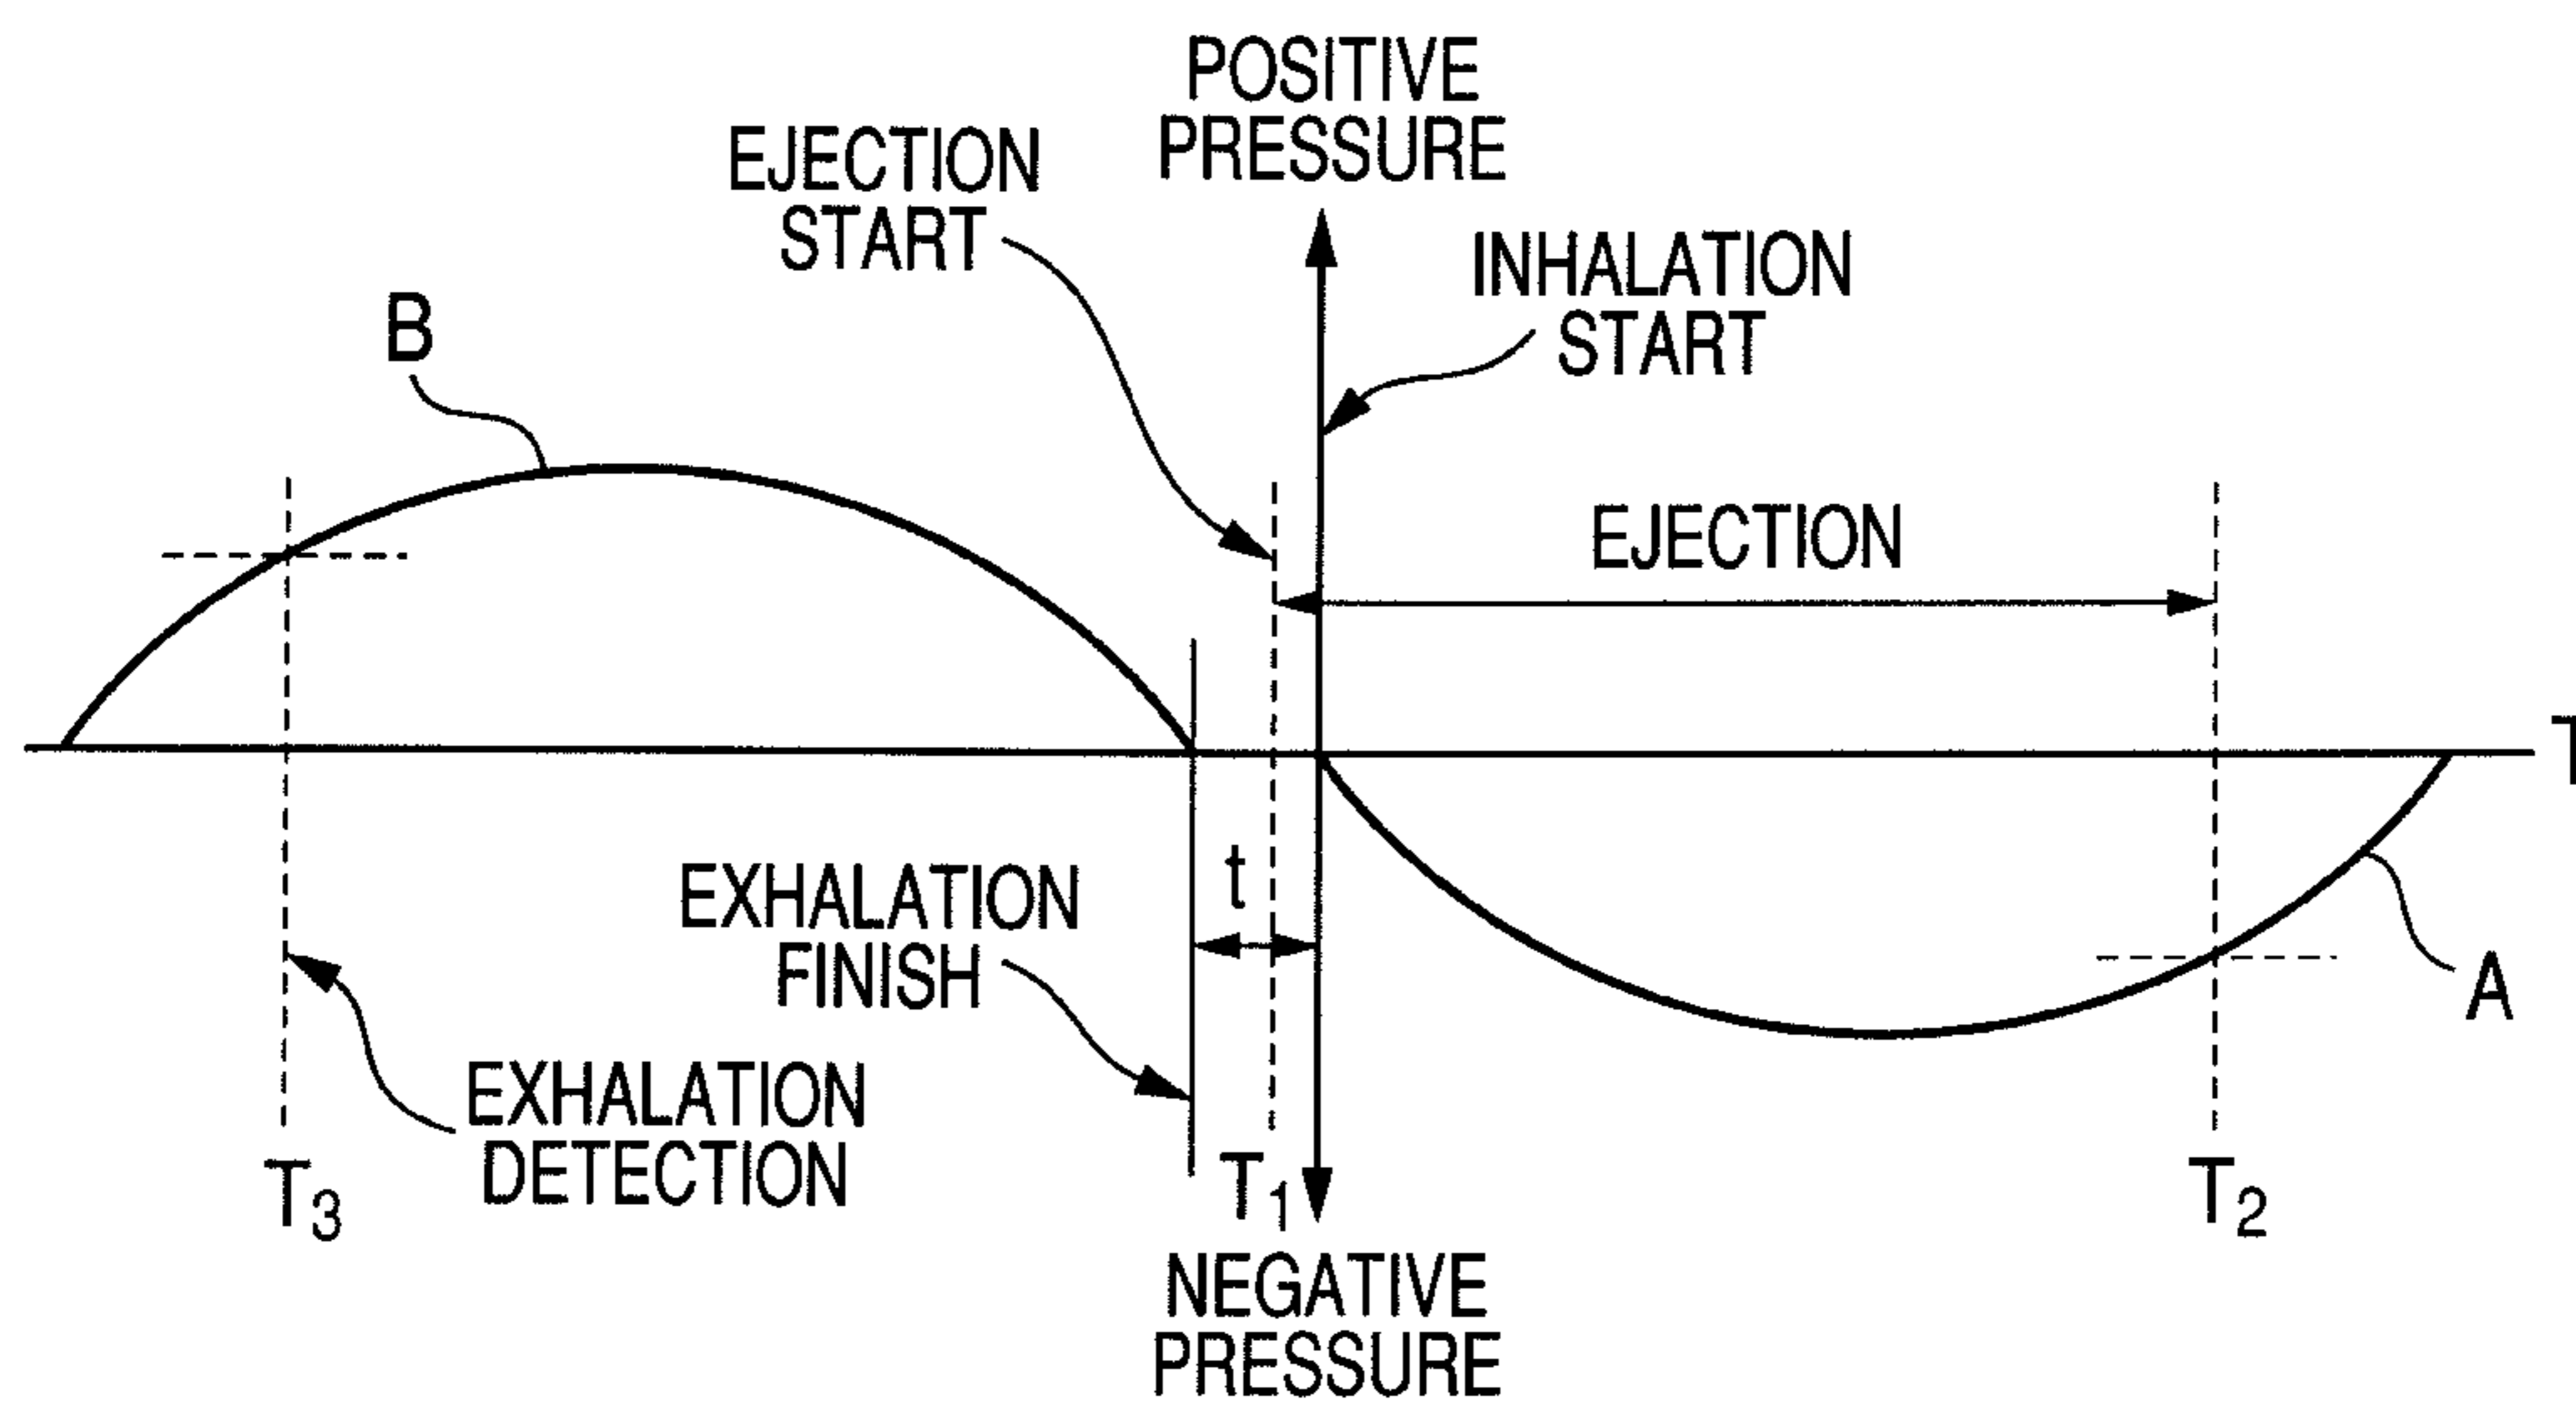 POSITIVE
PRESSURE
EJECTION
START
INHALATION
START
B
EJECTION
T
t
EXHALATION
FINISH
A
EXHALATION
DETECTION
T3
T1
T2
NEGATIVE
PRESSURE